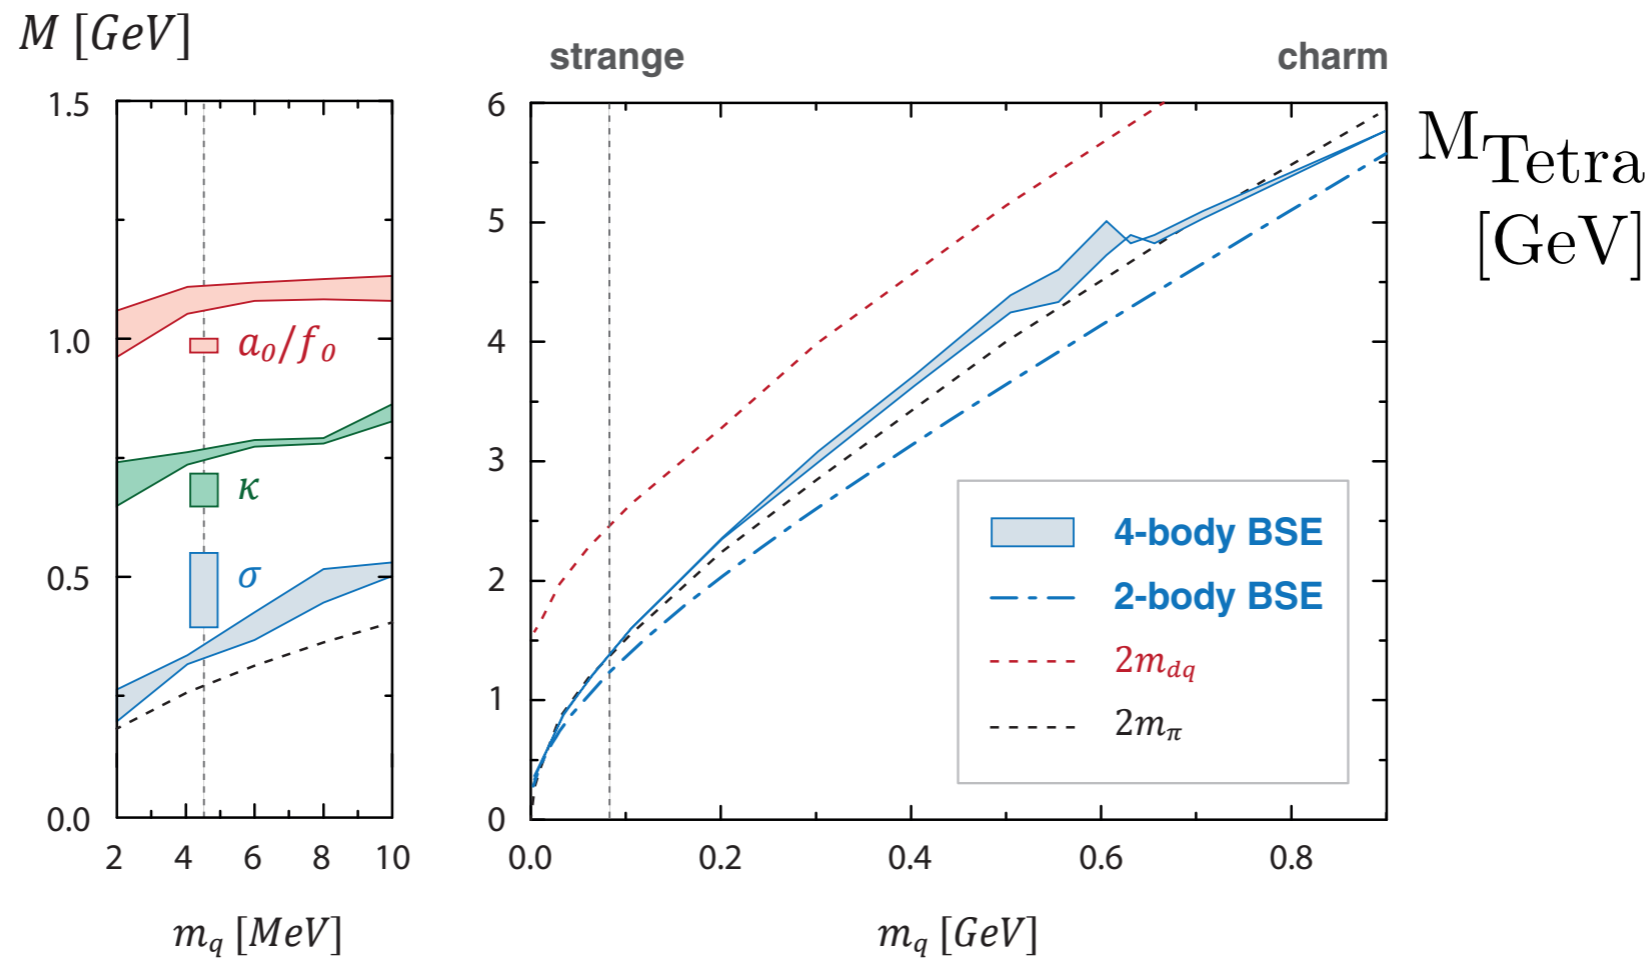 M [GeV]
1.5
1.0
0.5
0.0
a₀/f₀
κ
σ
2 4 6 8 10
m_q [MeV]
strange
charm
6
5
4
3
2
1
0
4-body BSE
2-body BSE
2m_dq
2m_π
0.0 0.2 0.4 0.6 0.8
m_q [GeV]
M_Tetra
[GeV]